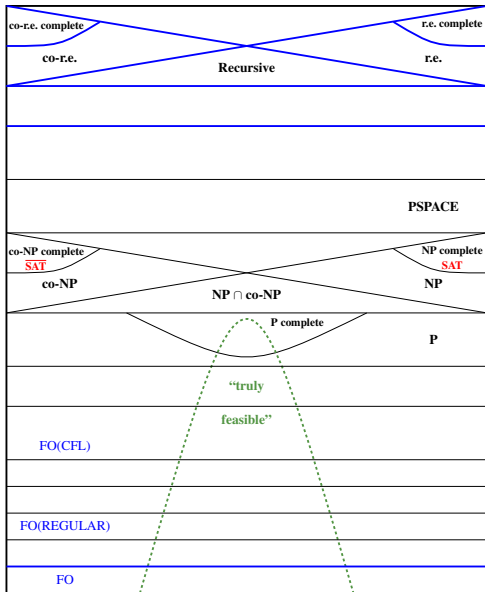 co-r.e. complete
r.e. complete
co-r.e.
Recursive
r.e.
PSPACE
co-NP complete
NP complete
S̅A̅T̅
SAT
co-NP
NP ∩ co-NP
NP
P complete
P
“truly
feasible”
FO(CFL)
FO(REGULAR)
FO